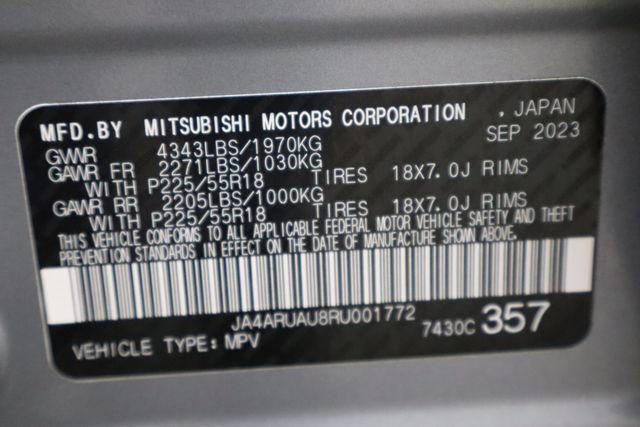 MFD.BY MITSUBISHI MOTORS CORPORATION , JAPAN
SEP 2023
GVWR 4343LBS/1970KG
GAWR FR 2271LBS/1030KG
WITH P225/55R18 TIRES 18X7.0J RIMS
GAWR RR 2205LBS/1000KG
WITH P225/55R18 TIRES 18X7.0J RIMS
THIS VEHICLE CONFORMS TO ALL APPLICABLE FEDERAL MOTOR VEHICLE SAFETY AND THEFT
PREVENTION STANDARDS IN EFFECT ON THE DATE OF MANUFACTURE SHOWN ABOVE.
JA4ARUAU8RU001772
7430C 357
VEHICLE TYPE: MPV